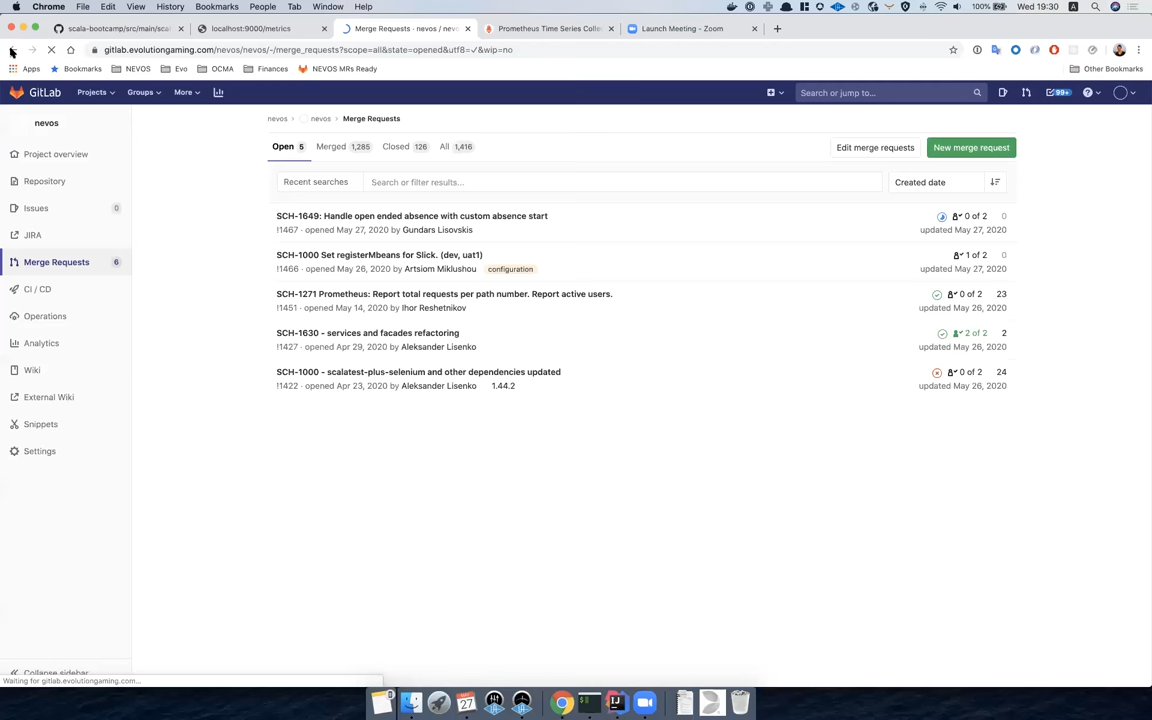 Chrome File Edit View History Bookmarks People Tab Window Help 100% Wed 19:30
scala-bootcamp/src/main/scal localhost:9000/metrics Merge Requests · nevos / nevo Prometheus Time Series Colle Launch Meeting - Zoom
gitlab.evolutiongaming.com/nevos/nevos/-/merge_requests?scope=all&state=opened&utf8=✓&wip=no
Apps Bookmarks NEVOS Evo OCMA Finances NEVOS MRs Ready Other Bookmarks
GitLab Projects Groups More Search or jump to... 99+
nevos
nevos › nevos › Merge Requests
Open 5 Merged 1,285 Closed 126 All 1,416 Edit merge requests New merge request
Project overview
Repository
Issues 0
JIRA
Merge Requests 6
CI / CD
Operations
Analytics
Wiki
External Wiki
Snippets
Settings
Collapse sidebar
Recent searches Search or filter results... Created date
SCH-1649: Handle open ended absence with custom absence start 0 of 2 0
!1467 · opened May 27, 2020 by Gundars Lisovskis updated May 27, 2020
SCH-1000 Set registerMbeans for Slick. (dev, uat1) 1 of 2 0
!1466 · opened May 26, 2020 by Artsiom Miklushou configuration updated May 27, 2020
SCH-1271 Prometheus: Report total requests per path number. Report active users. 0 of 2 23
!1451 · opened May 14, 2020 by Ihor Reshetnikov updated May 26, 2020
SCH-1630 - services and facades refactoring 2 of 2 2
!1427 · opened Apr 29, 2020 by Aleksander Lisenko updated May 26, 2020
SCH-1000 - scalatest-plus-selenium and other dependencies updated 0 of 2 24
!1422 · opened Apr 23, 2020 by Aleksander Lisenko 1.44.2 updated May 26, 2020
Waiting for gitlab.evolutiongaming.com...
27